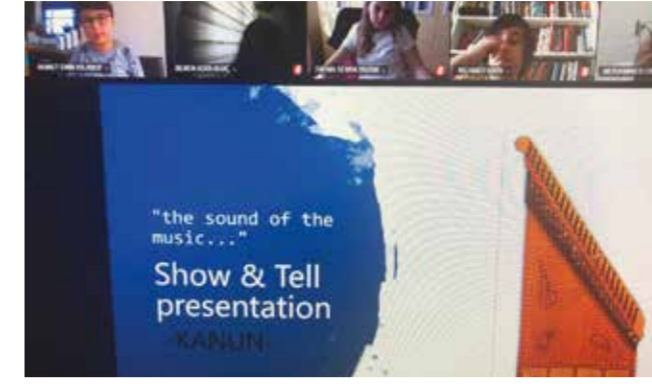 "the sound of the
music..."
Show & Tell
presentation
-KANUN-